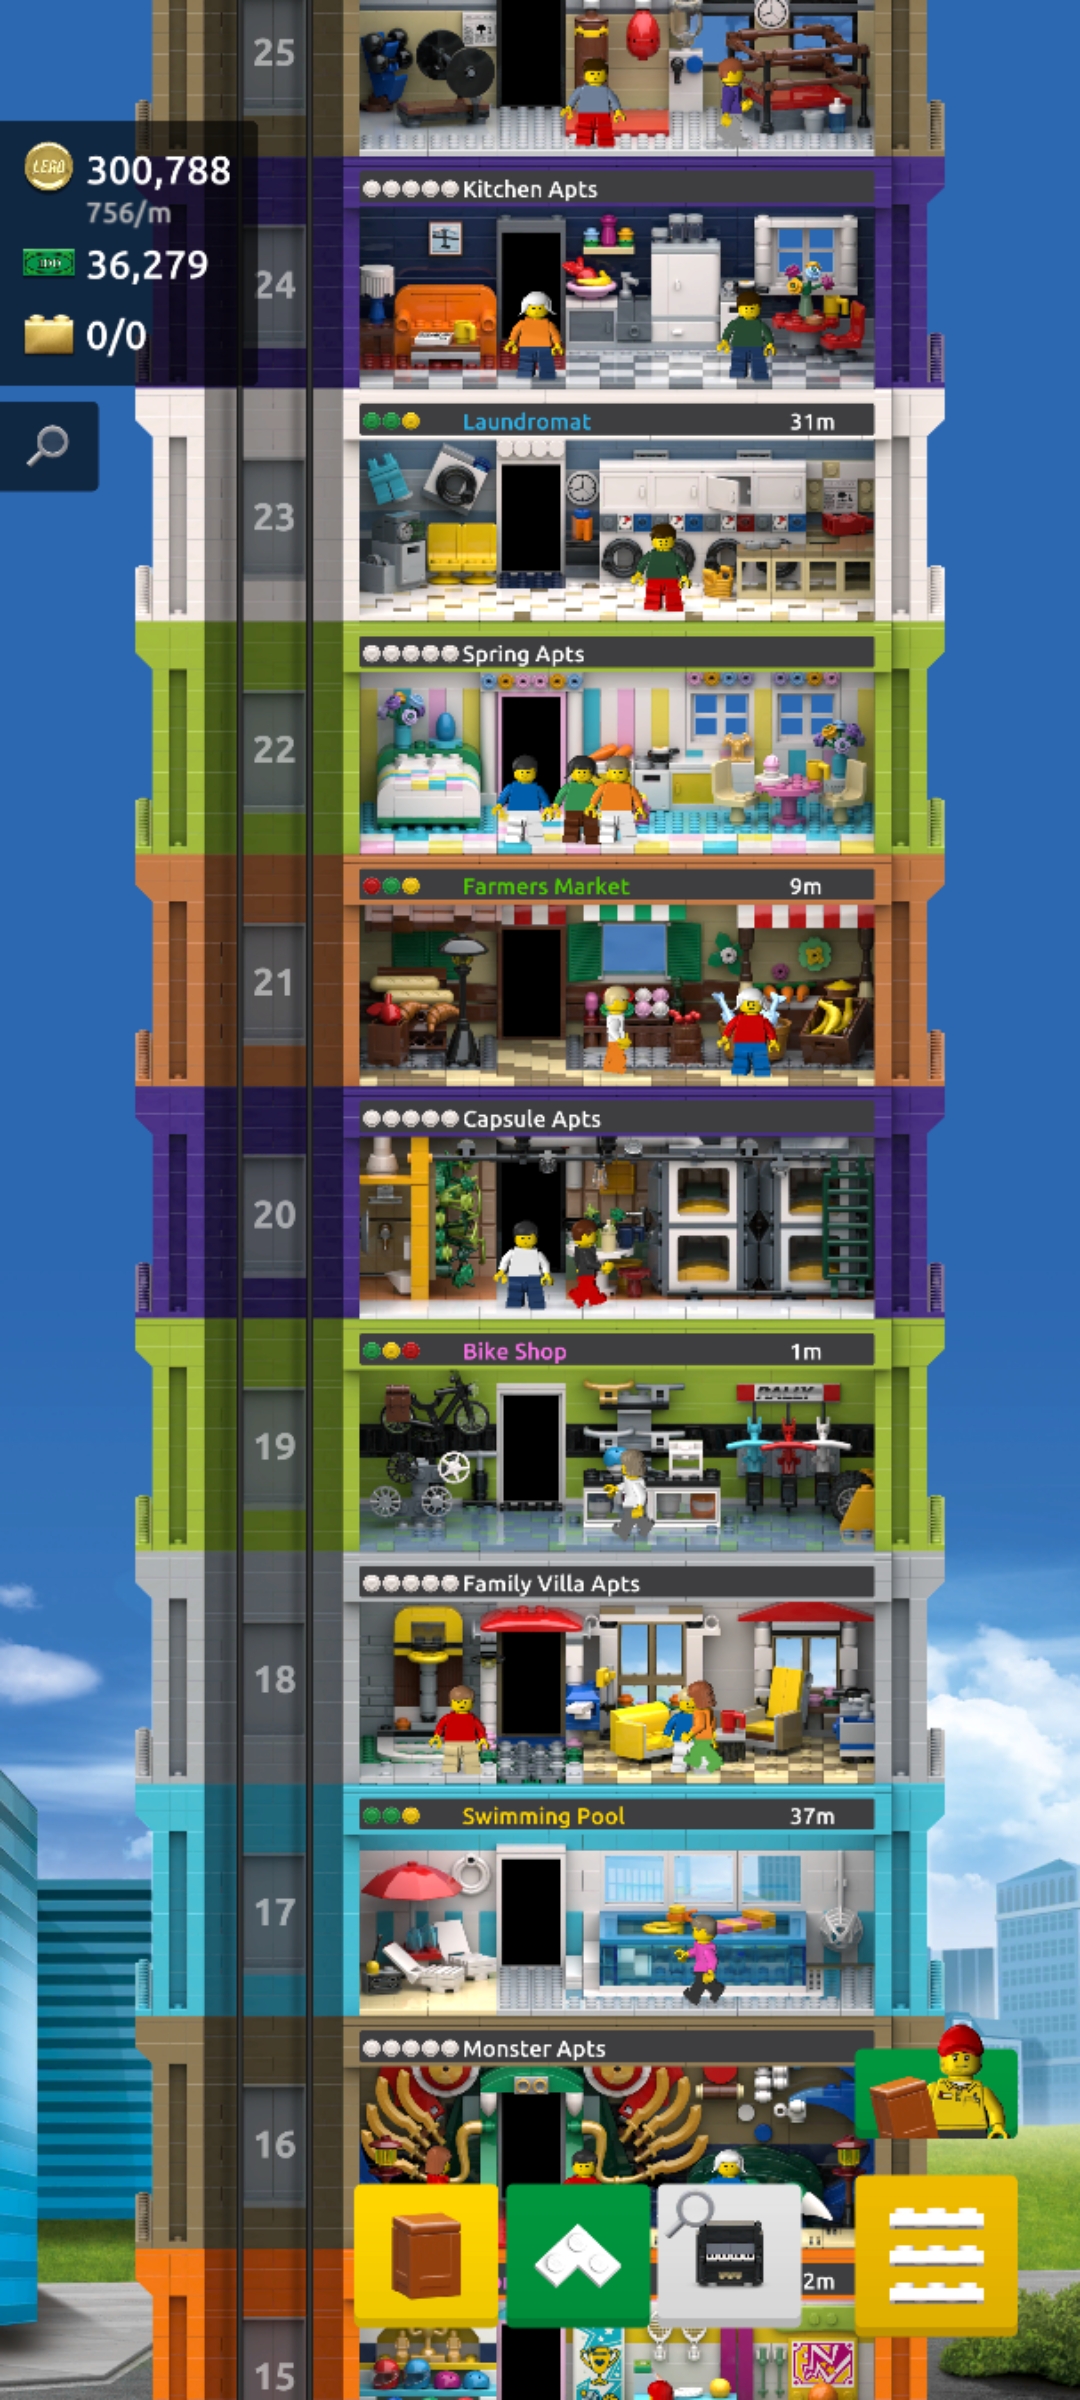 25
LEGO
300,788
756/m
36,279
0/0
Kitchen Apts
24
Laundromat 31m
23
Spring Apts
22
Farmers Market 9m
21
Capsule Apts
20
Bike Shop 1m
RALLY
19
Family Villa Apts
18
Swimming Pool 37m
17
Monster Apts
16
2m
15